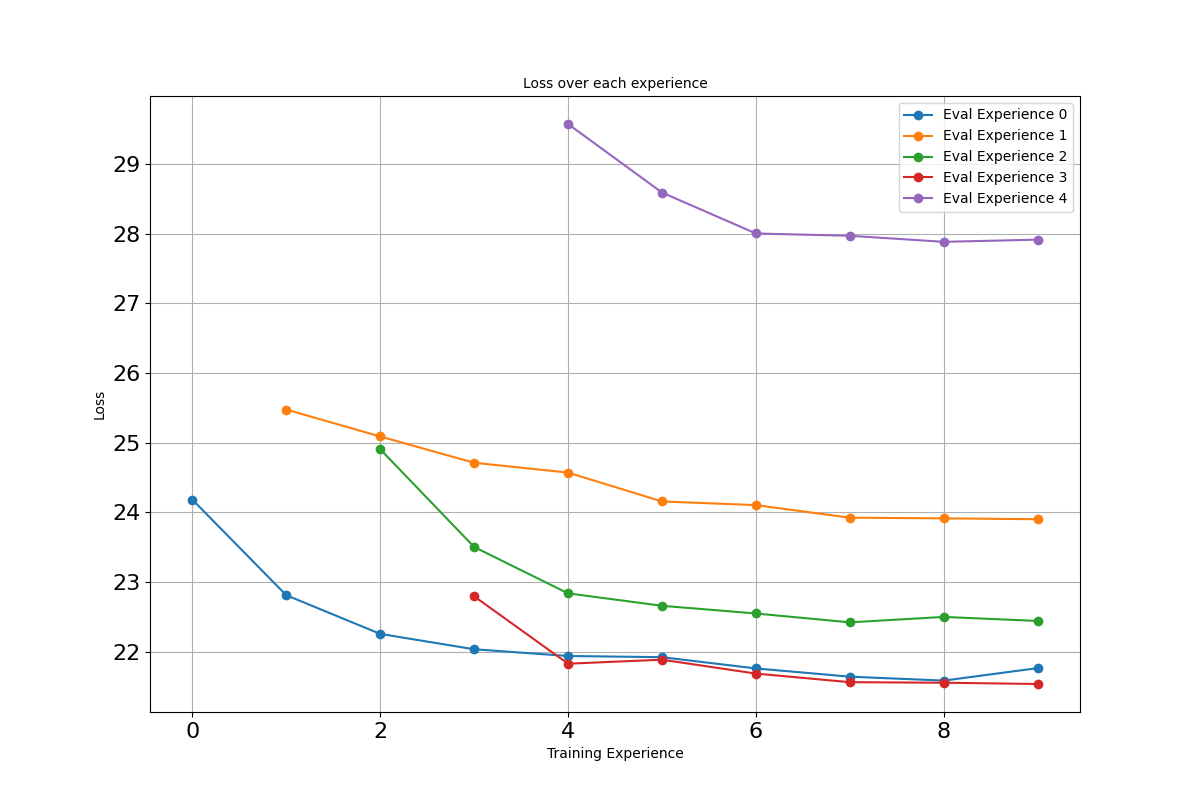 Loss over each experience
Eval Experience 0
Eval Experience 1
Eval Experience 2
Eval Experience 3
Eval Experience 4
29
28
27
26
25
24
23
22
Loss
0 2 4 6 8
Training Experience